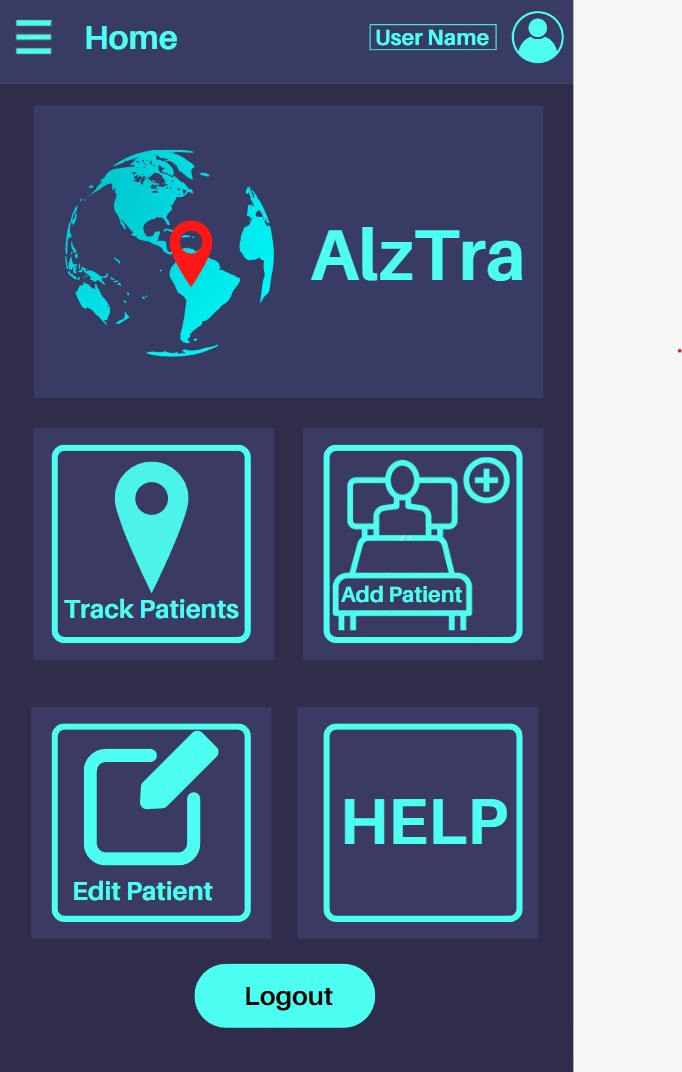 Home
User Name
AlzTra
Track Patients
Add Patient
Edit Patient
HELP
Logout